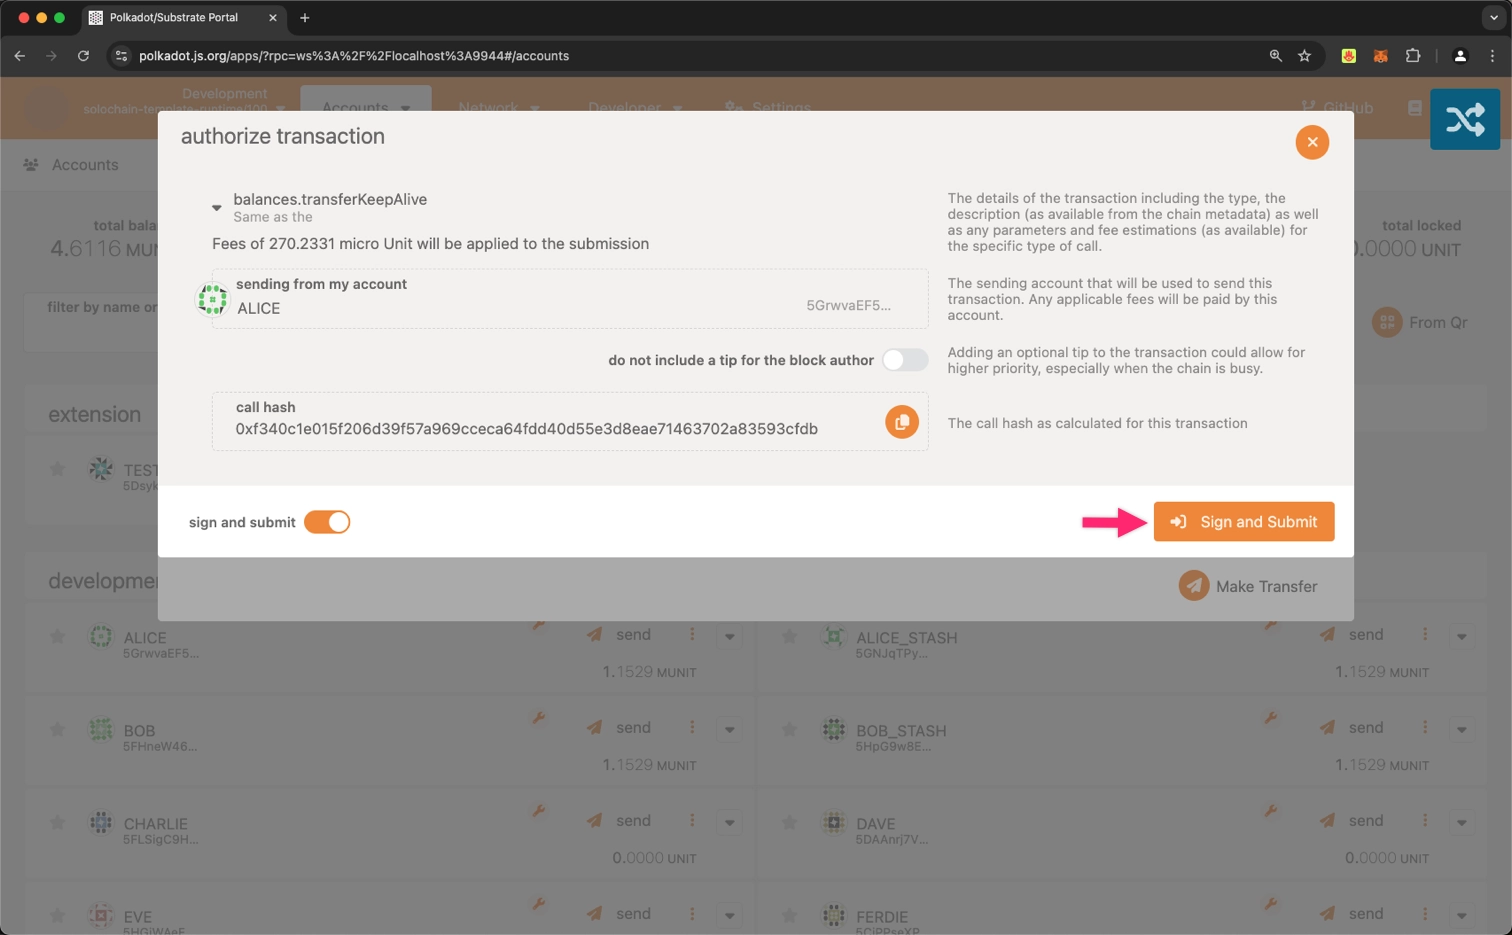 Polkadot/Substrate Portal
polkadot.js.org/apps/?rpc=ws%3A%2F%2Flocalhost%3A9944#/accounts
Development
solochain-template-runtime/100
Accounts
Network
Developer
Settings
GitHub
Accounts
authorize transaction
balances.transferKeepAlive
Same as the
Fees of 270.2331 micro Unit will be applied to the submission
The details of the transaction including the type, the
description (as available from the chain metadata) as well
as any parameters and fee estimations (as available) for
the specific type of call.
sending from my account
ALICE
5GrwvaEF5...
The sending account that will be used to send this
transaction. Any applicable fees will be paid by this
account.
do not include a tip for the block author
Adding an optional tip to the transaction could allow for
higher priority, especially when the chain is busy.
call hash
0xf340c1e015f206d39f57a969cceca64fdd40d55e3d8eae71463702a83593cfdb
The call hash as calculated for this transaction
sign and submit
Sign and Submit
Make Transfer
total bala
4.6116 MUN
total locked
0.0000 UNIT
filter by name or
From Qr
extension
TEST
5Dsyk
developmen
ALICE
5GrwvaEF5...
send
1.1529 MUNIT
ALICE_STASH
5GNJqTPy...
send
1.1529 MUNIT
BOB
5FHneW46...
send
1.1529 MUNIT
BOB_STASH
5HpG9w8E...
send
1.1529 MUNIT
CHARLIE
5FLSigC9H...
send
0.0000 UNIT
DAVE
5DAAnrj7V...
send
0.0000 UNIT
EVE
5HGjWAeF
send
FERDIE
5CiPPseXP
send